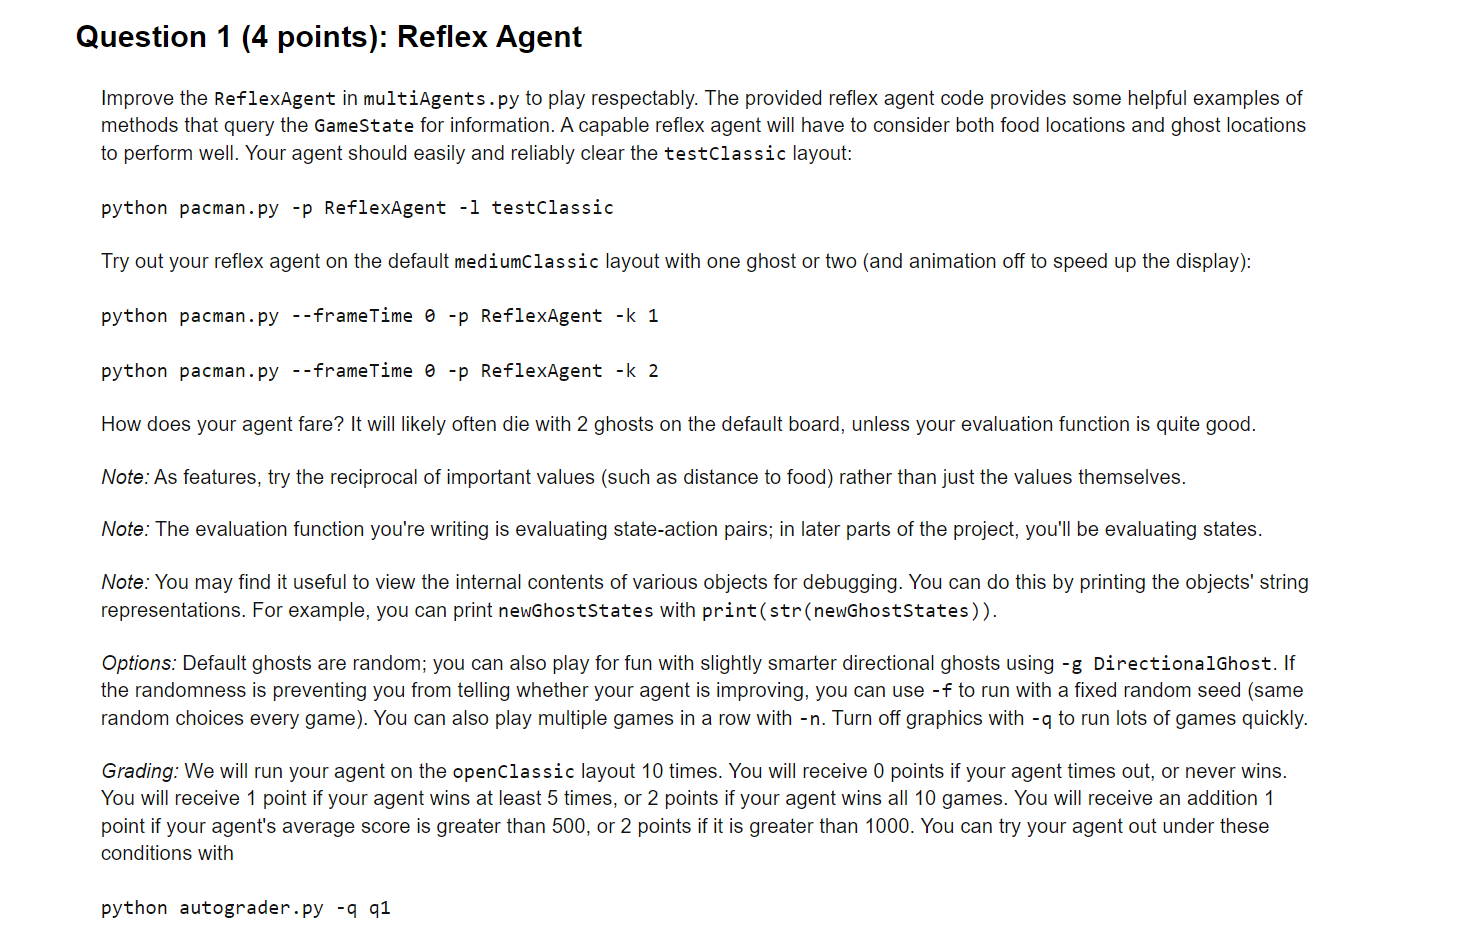 Question 1 (4 points): Reflex Agent
Improve the ReflexAgent in multiAgents.py to play respectably. The provided reflex agent code provides some helpful examples of
methods that query the GameState for information. A capable reflex agent will have to consider both food locations and ghost locations
to perform well. Your agent should easily and reliably clear the testClassic layout:
python pacman.py -p ReflexAgent -l testClassic
Try out your reflex agent on the default mediumClassic layout with one ghost or two (and animation off to speed up the display):
python pacman.py --frameTime 0 -p ReflexAgent -k 1
python pacman.py --frameTime 0 -p ReflexAgent -k 2
How does your agent fare? It will likely often die with 2 ghosts on the default board, unless your evaluation function is quite good.
Note: As features, try the reciprocal of important values (such as distance to food) rather than just the values themselves.
Note: The evaluation function you're writing is evaluating state-action pairs; in later parts of the project, you'll be evaluating states.
Note: You may find it useful to view the internal contents of various objects for debugging. You can do this by printing the objects' string
representations. For example, you can print newGhostStates with print(str(newGhostStates)).
Options: Default ghosts are random; you can also play for fun with slightly smarter directional ghosts using -g DirectionalGhost. If
the randomness is preventing you from telling whether your agent is improving, you can use -f to run with a fixed random seed (same
random choices every game). You can also play multiple games in a row with -n. Turn off graphics with -q to run lots of games quickly.
Grading: We will run your agent on the openClassic layout 10 times. You will receive 0 points if your agent times out, or never wins.
You will receive 1 point if your agent wins at least 5 times, or 2 points if your agent wins all 10 games. You will receive an addition 1
point if your agent's average score is greater than 500, or 2 points if it is greater than 1000. You can try your agent out under these
conditions with
python autograder.py -q q1